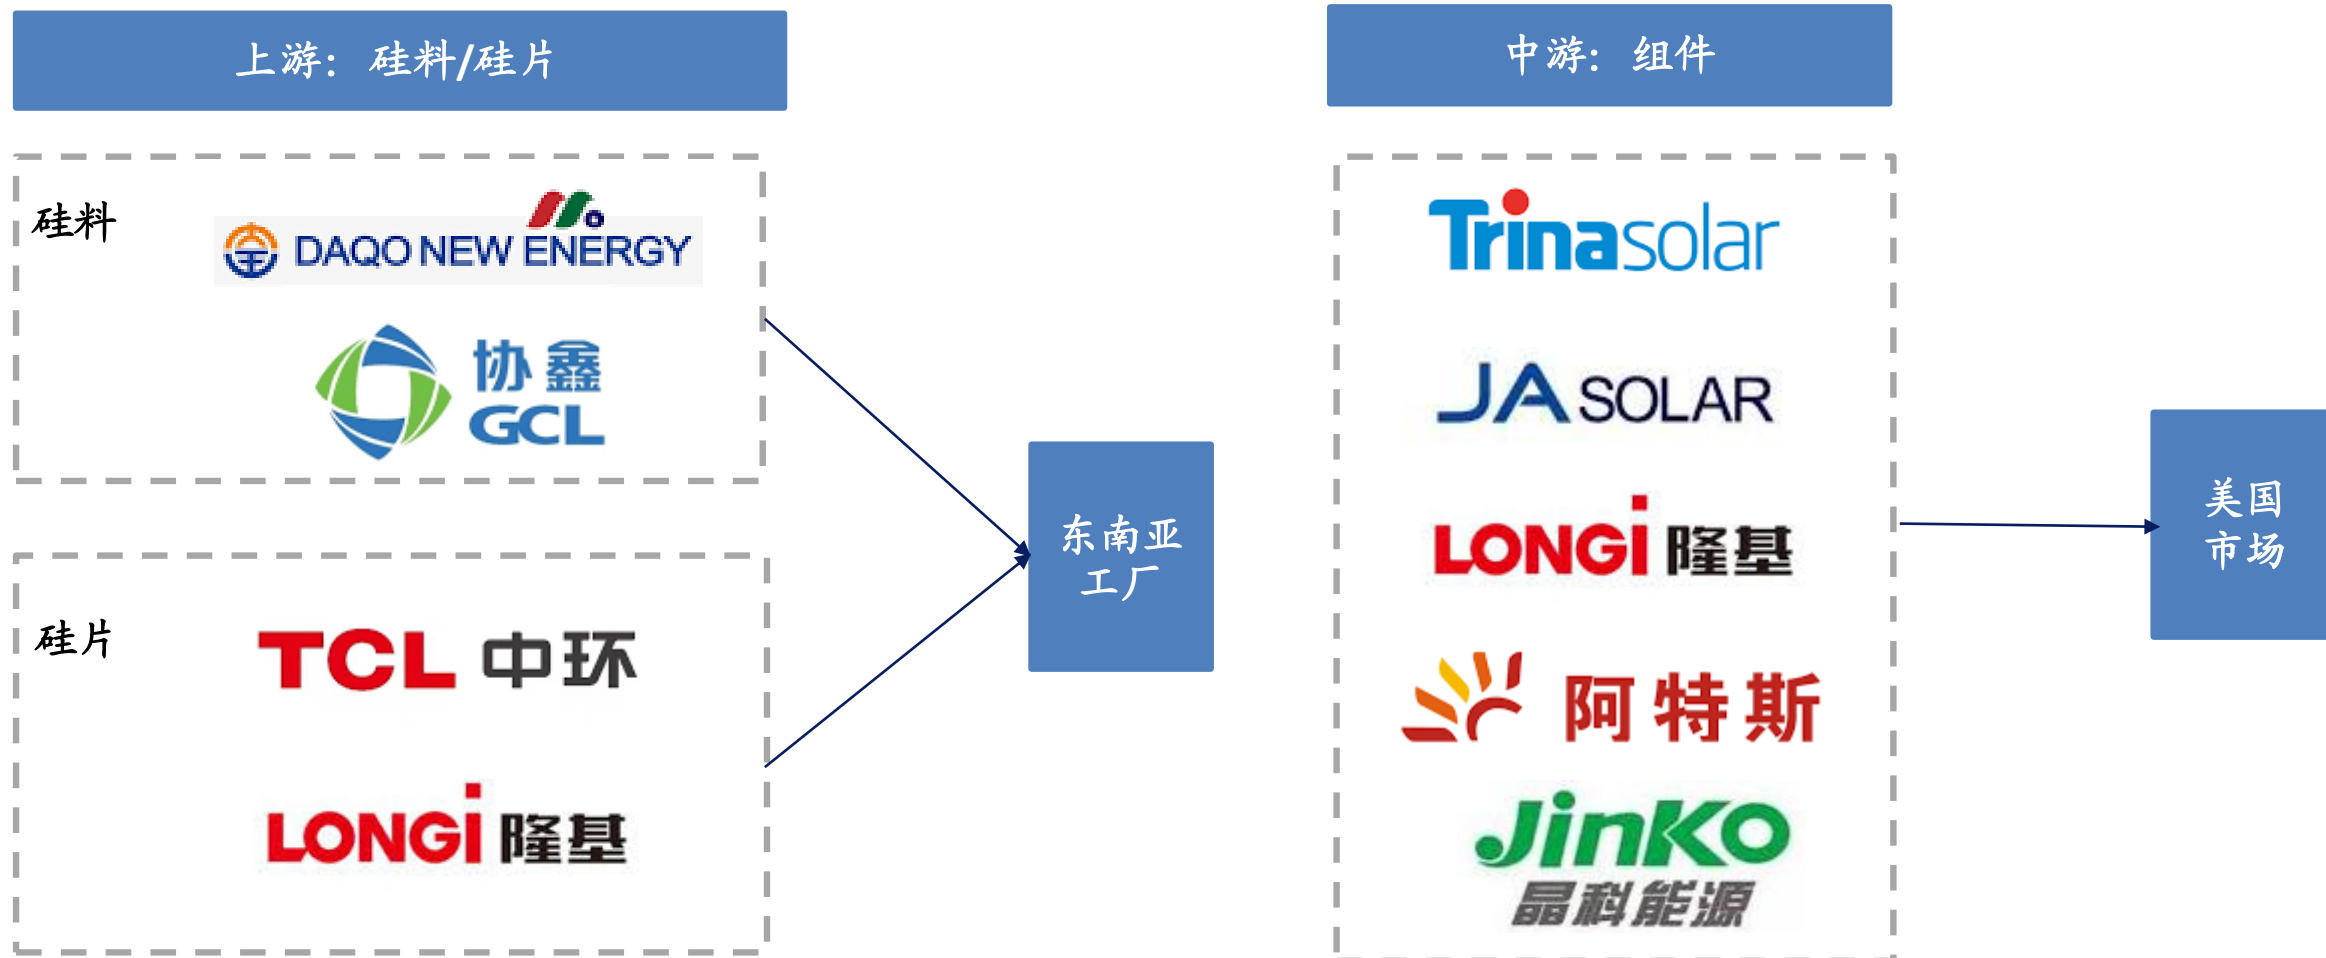 上游：硅料/硅片
硅料
DAQO NEW ENERGY
协鑫
GCL
硅片
TCL 中环
LONGi 隆基
东南亚
工厂
中游：组件
Trinasolar
JA SOLAR
LONGi 隆基
阿特斯
JinKO
晶科能源
美国
市场